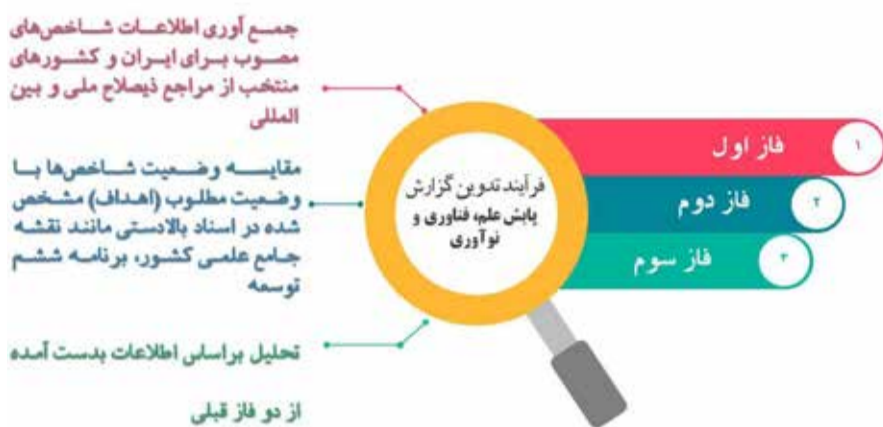 جمع آوری اطلاعات شاخص‌های
مصوب برای ایران و کشورهای
منتخب از مراجع ذیصلاح ملی و بین
المللی
مقایسه وضعیت شاخص‌ها با
وضعیت مطلوب (اهداف) مشخص
شده در اسناد بالادستی مانند نقشه
جامع علمی کشور، برنامه ششم
توسعه
تحلیل براساس اطلاعات بدست آمده
از دو فاز قبلی
فرآیند تدوین گزارش
پایش علم، فناوری و
نوآوری
۱ فاز اول
۲ فاز دوم
۳ فاز سوم